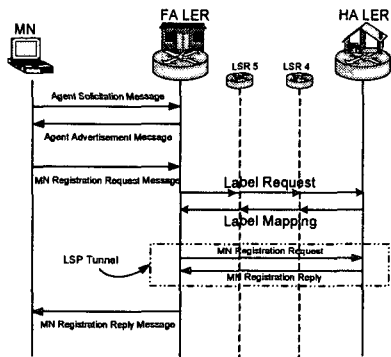 MN
FA LER
HA LER
LSR 5
LSR 4
Agent Solicitation Message
Agent Advertisement Message
MN Registration Request Message
Label Request
Label Mapping
MN Registration Request
LSP Tunnel
MN Registration Reply
MN Registration Reply Message